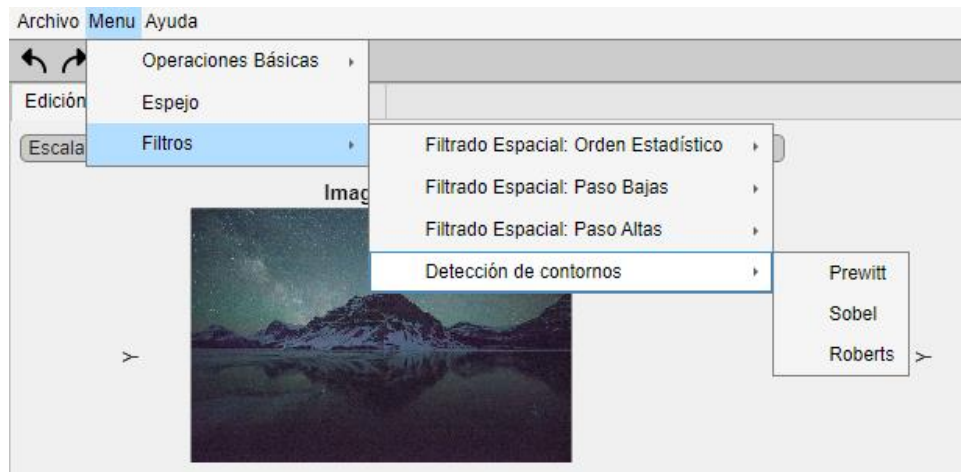 Archivo Menu Ayuda
Operaciones Básicas
Edición
Espejo
Escala
Filtros
Filtrado Espacial: Orden Estadístico
Imag
Filtrado Espacial: Paso Bajas
Filtrado Espacial: Paso Altas
Detección de contornos
Prewitt
Sobel
Roberts
Y
Y